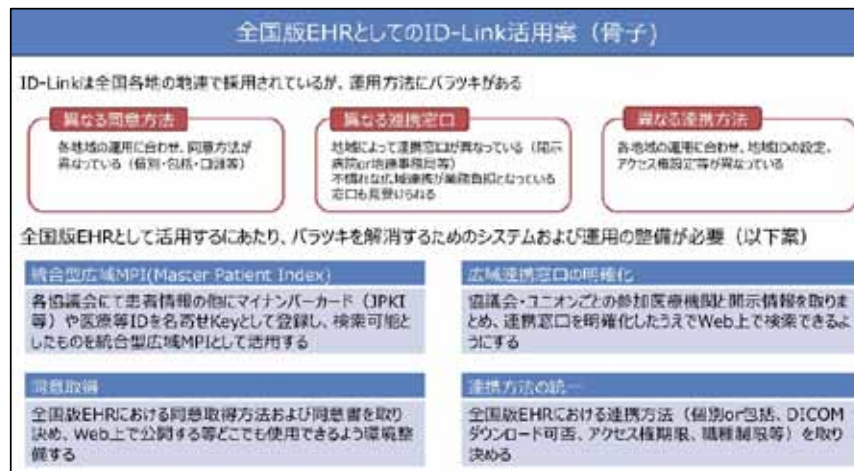 全国版EHRとしてのID-Link活用案（骨子）
ID-Linkは全国各地の地連で採用されているが、運用方法にバラツキがある
異なる同意方法
各地域の運用に合わせ、同意方法が
異なっている（個別・包括・口頭等）
異なる連携窓口
地域によって連携窓口が異なっている（開示
病院or地連事務局等）
不慣れな広域連携が業務負担となっている
窓口も見受けられる
異なる連携方法
各地域の運用に合わせ、地域IDの設定、
アクセス権設定等が異なっている
全国版EHRとして活用するにあたり、バラツキを解消するためのシステムおよび運用の整備が必要（以下案）
統合型広域MPI(Master Patient Index)
各協議会にて患者情報の他にマイナンバーカード（JPKI
等）や医療等IDを名寄せKeyとして登録し、検索可能と
したものを統合型広域MPIとして活用する
広域連携窓口の明確化
協議会・ユニオンごとの参加医療機関と開示情報を取りま
とめ、連携窓口を明確化したうえでWeb上で検索できるよ
うにする
同意取得
全国版EHRにおける同意取得方法および同意書を取り
決め、Web上で公開する等どこでも使用できるよう環境整
備する
連携方法の統一
全国版EHRにおける連携方法（個別or包括、DICOM
ダウンロード可否、アクセス権期限、職種制限等）を取り
決める